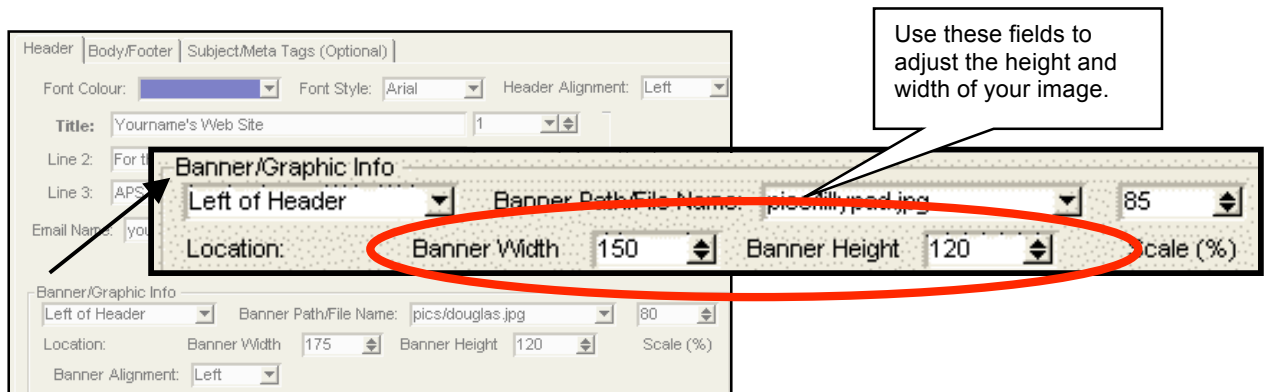 Use these fields to
adjust the height and
width of your image.
Header Body/Footer Subject/Meta Tags (Optional)
Font Colour: Font Style: Arial Header Alignment: Left
Title: Yourname's Web Site 1
Line 2: For th
Line 3: APS
Email Name: you
Banner/Graphic Info
Left of Header Banner Path/File Name: 85
Location: Banner Width 150 Banner Height 120 Scale (%)
Banner/Graphic Info
Left of Header Banner Path/File Name: pics/douglas.jpg 80
Location: Banner Width 175 Banner Height 120 Scale (%)
Banner Alignment: Left